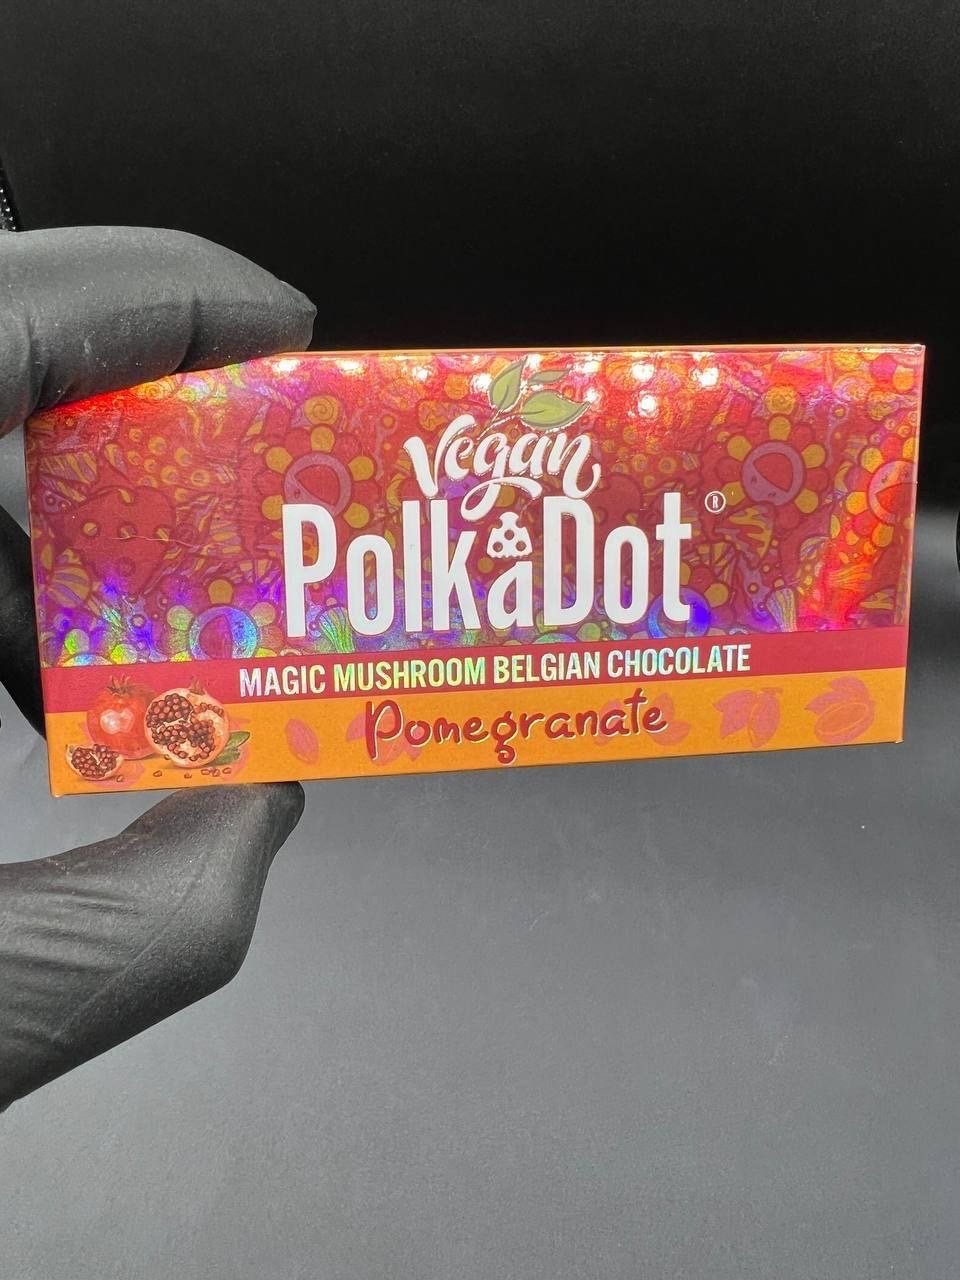 Vegan
PolkaDot®
MAGIC MUSHROOM BELGIAN CHOCOLATE
Pomegranate